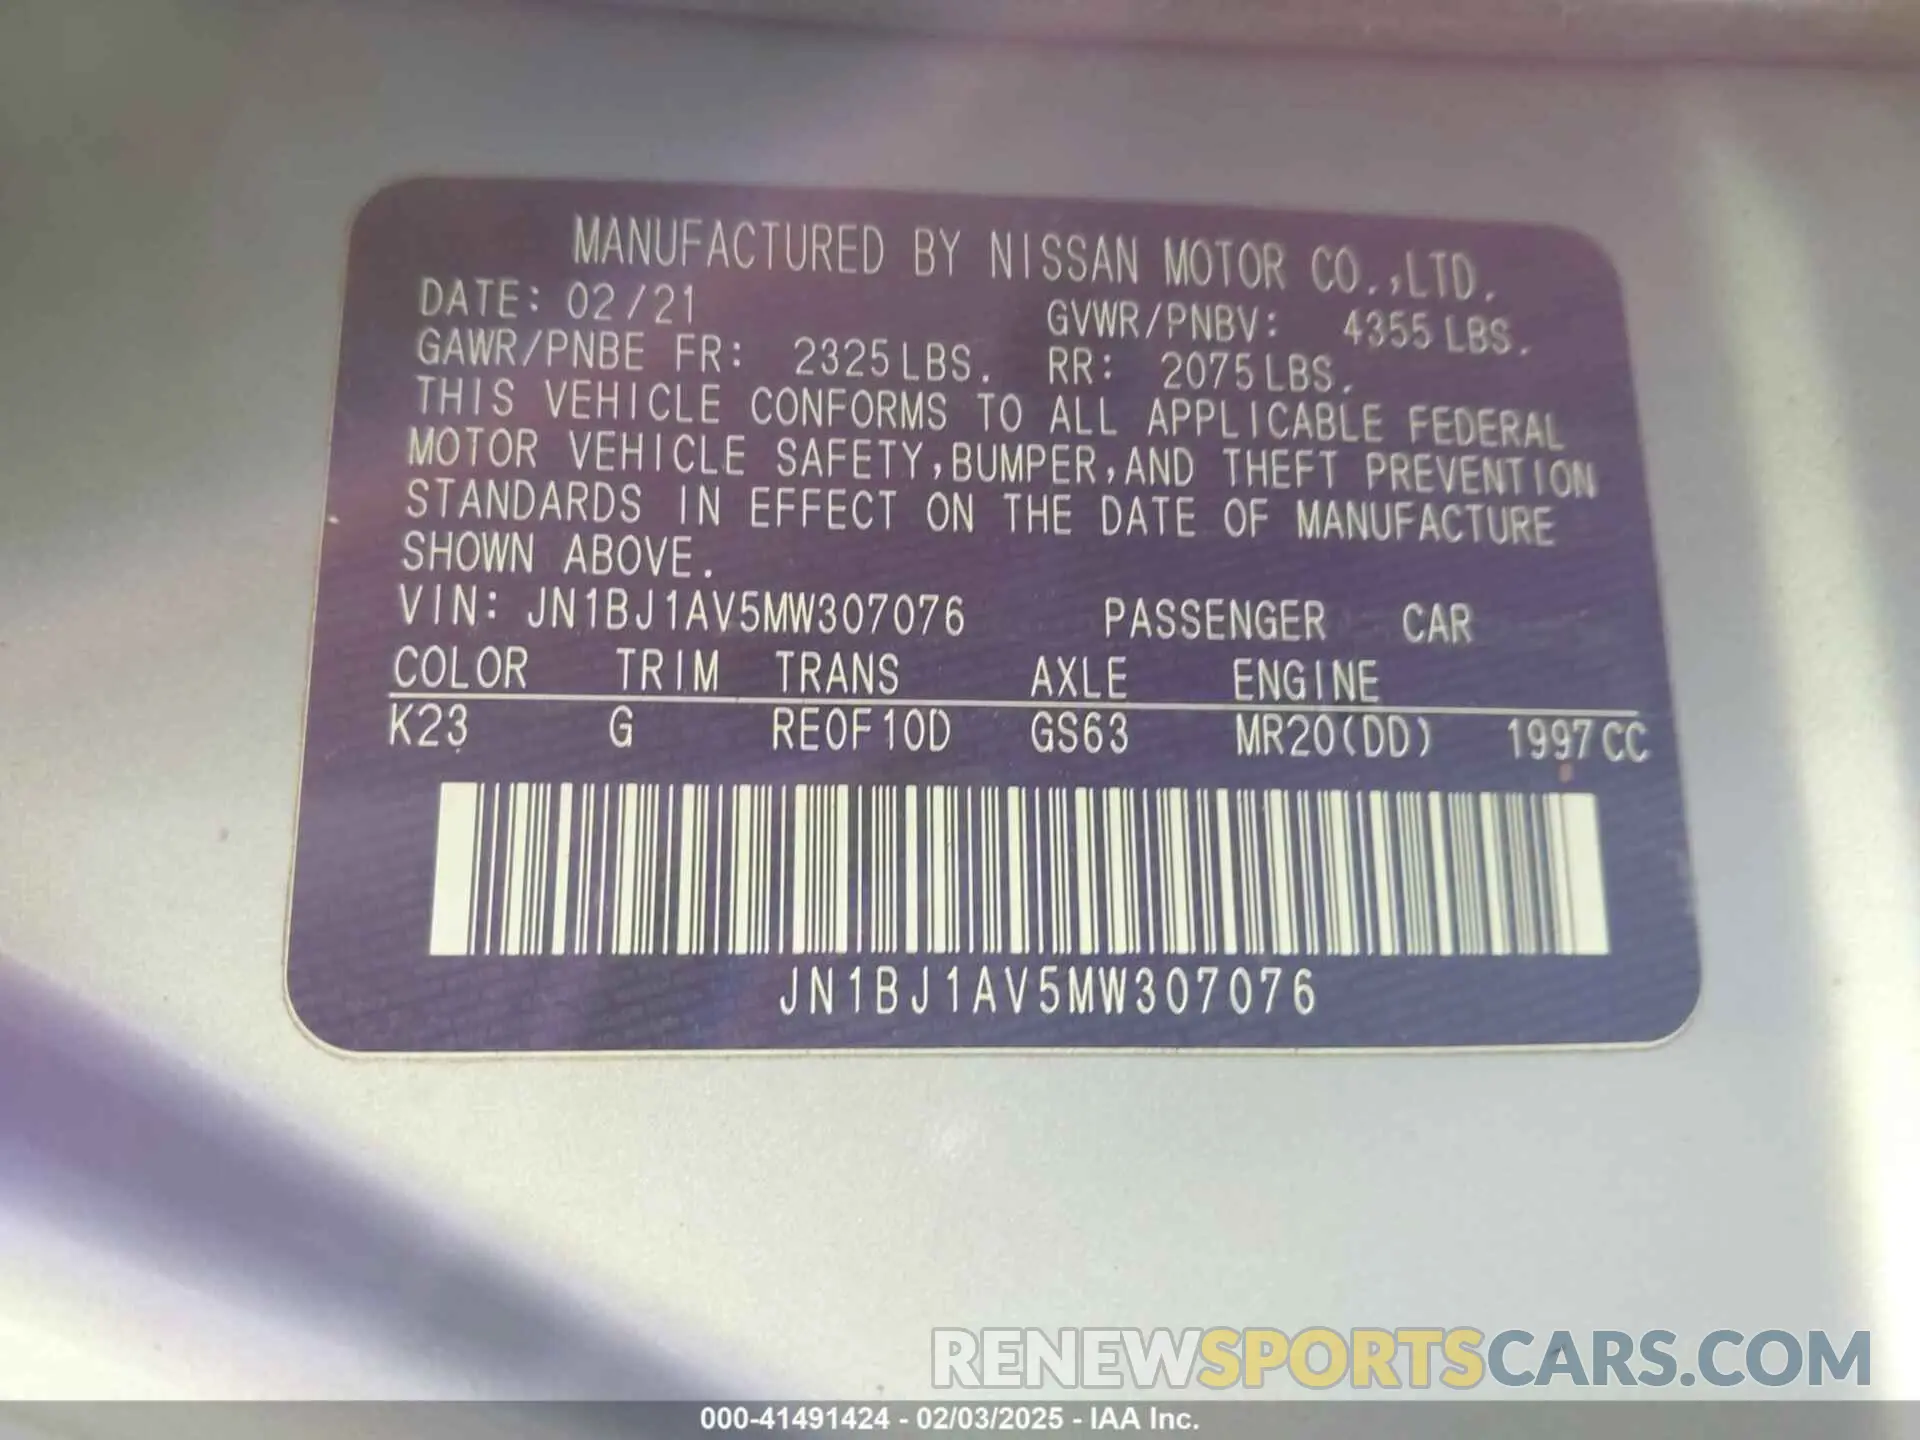 MANUFACTURED BY NISSAN MOTOR CO.,LTD.
DATE: 02/21 GVWR/PNBV: 4355 LBS.
GAWR/PNBE FR: 2325 LBS. RR: 2075 LBS.
THIS VEHICLE CONFORMS TO ALL APPLICABLE FEDERAL
MOTOR VEHICLE SAFETY, BUMPER, AND THEFT PREVENTION
STANDARDS IN EFFECT ON THE DATE OF MANUFACTURE
SHOWN ABOVE.
VIN: JN1BJ1AV5MW307076 PASSENGER CAR
COLOR TRIM TRANS AXLE ENGINE
K23 G RE0F10D GS63 MR20(DD) 1997CC
JN1BJ1AV5MW307076
RENEWSPORTSCARS.COM
000-41491424 - 02/03/2025 - IAA Inc.